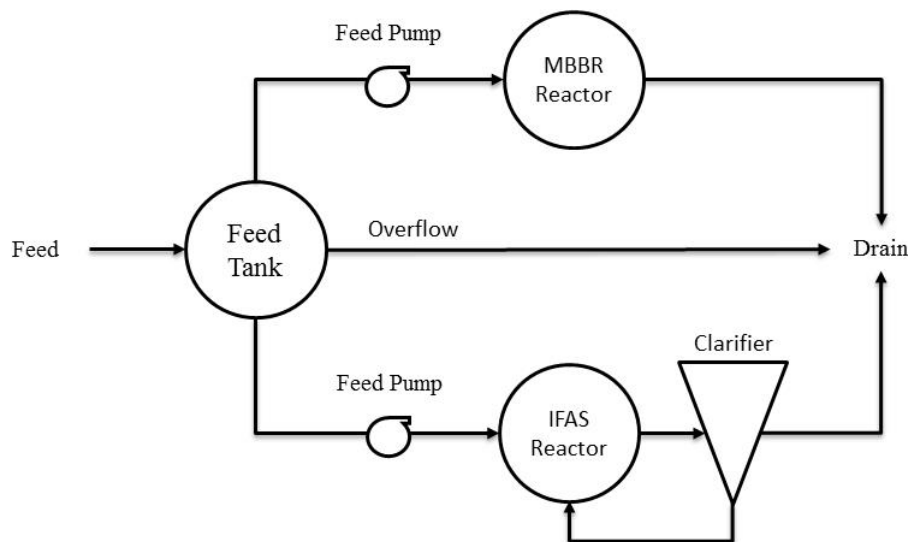 Feed Pump
MBBR
Reactor
Feed
Feed
Tank
Overflow
Drain
Clarifier
Feed Pump
IFAS
Reactor